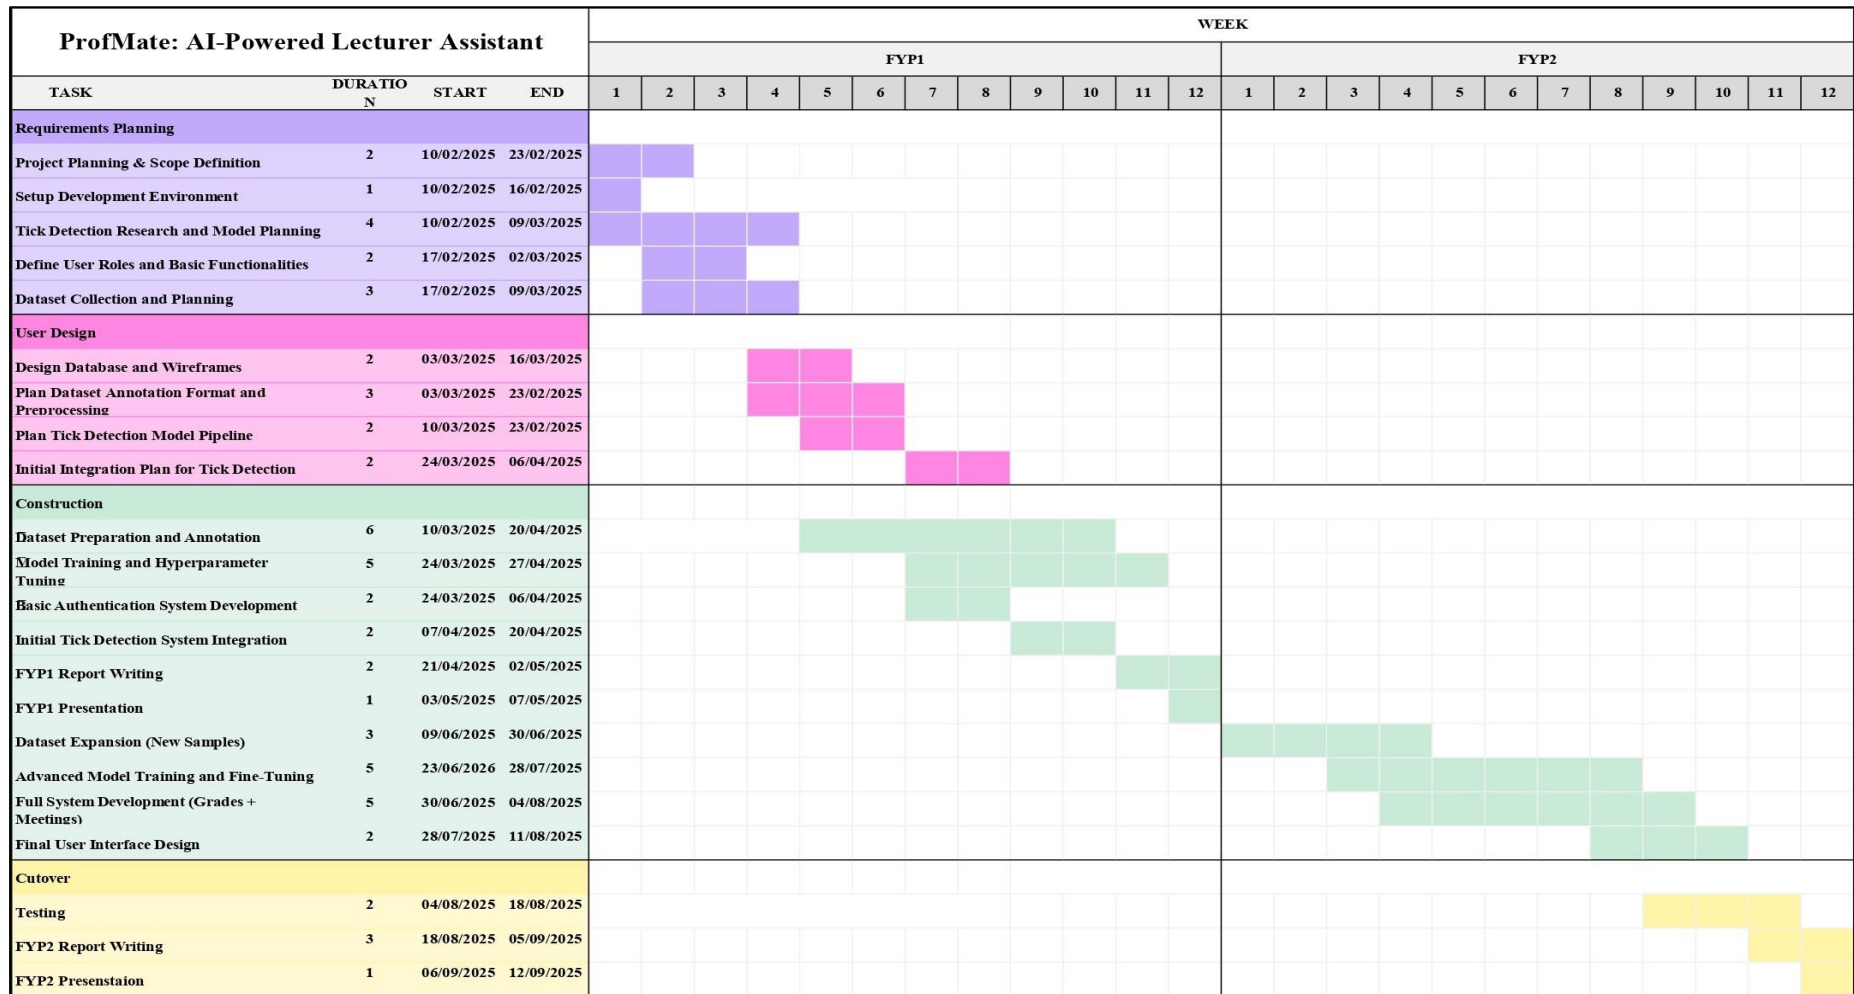 ProfMate: AI-Powered Lecturer Assistant
WEEK
FYP1 FYP2
TASK DURATIO
N START END 1 2 3 4 5 6 7 8 9 10 11 12 1 2 3 4 5 6 7 8 9 10 11 12
Requirements Planning
Project Planning & Scope Definition 2 10/02/2025 23/02/2025
Setup Development Environment 1 10/02/2025 16/02/2025
Tick Detection Research and Model Planning 4 10/02/2025 09/03/2025
Define User Roles and Basic Functionalities 2 17/02/2025 02/03/2025
Dataset Collection and Planning 3 17/02/2025 09/03/2025
User Design
Design Database and Wireframes 2 03/03/2025 16/03/2025
Plan Dataset Annotation Format and
Preprocessing 3 03/03/2025 23/02/2025
Plan Tick Detection Model Pipeline 2 10/03/2025 23/02/2025
Initial Integration Plan for Tick Detection 2 24/03/2025 06/04/2025
Construction
Dataset Preparation and Annotation 6 10/03/2025 20/04/2025
Model Training and Hyperparameter
Tuning 5 24/03/2025 27/04/2025
Basic Authentication System Development 2 24/03/2025 06/04/2025
Initial Tick Detection System Integration 2 07/04/2025 20/04/2025
FYP1 Report Writing 2 21/04/2025 02/05/2025
FYP1 Presentation 1 03/05/2025 07/05/2025
Dataset Expansion (New Samples) 3 09/06/2025 30/06/2025
Advanced Model Training and Fine-Tuning 5 23/06/2026 28/07/2025
Full System Development (Grades +
Meetings) 5 30/06/2025 04/08/2025
Final User Interface Design 2 28/07/2025 11/08/2025
Cutover
Testing 2 04/08/2025 18/08/2025
FYP2 Report Writing 3 18/08/2025 05/09/2025
FYP2 Presenstaion 1 06/09/2025 12/09/2025